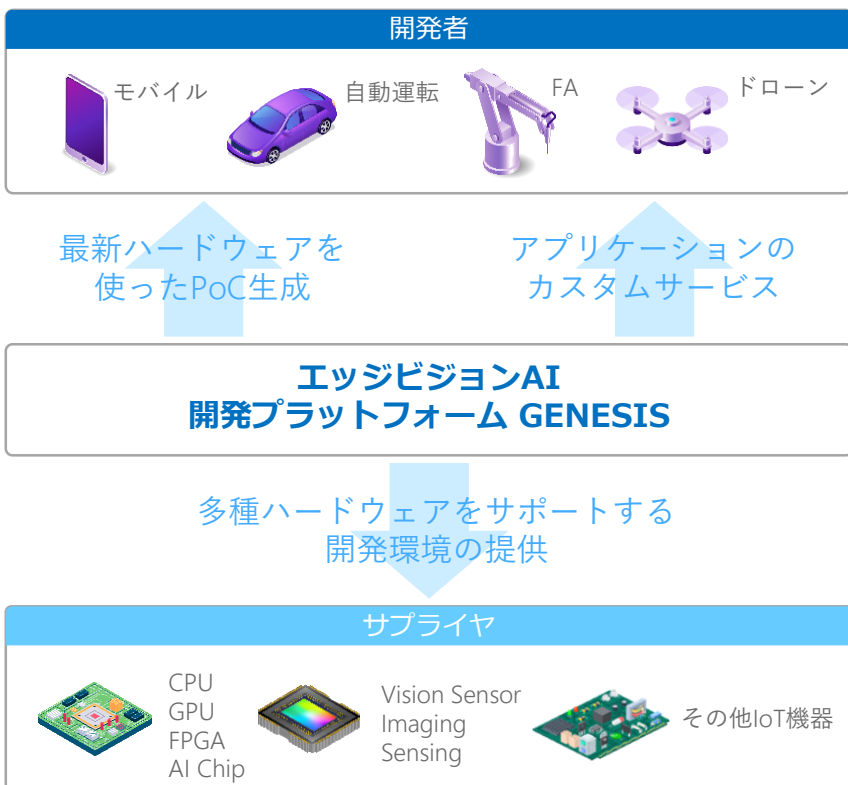 開発者
モバイル
自動運転
FA
ドローン
最新ハードウェアを
使ったPoC生成
アプリケーションの
カスタムサービス
エッジビジョンAI
開発プラットフォーム GENESIS
多種ハードウェアをサポートする
開発環境の提供
サプライヤ
CPU
GPU
FPGA
AI Chip
Vision Sensor
Imaging
Sensing
その他IoT機器